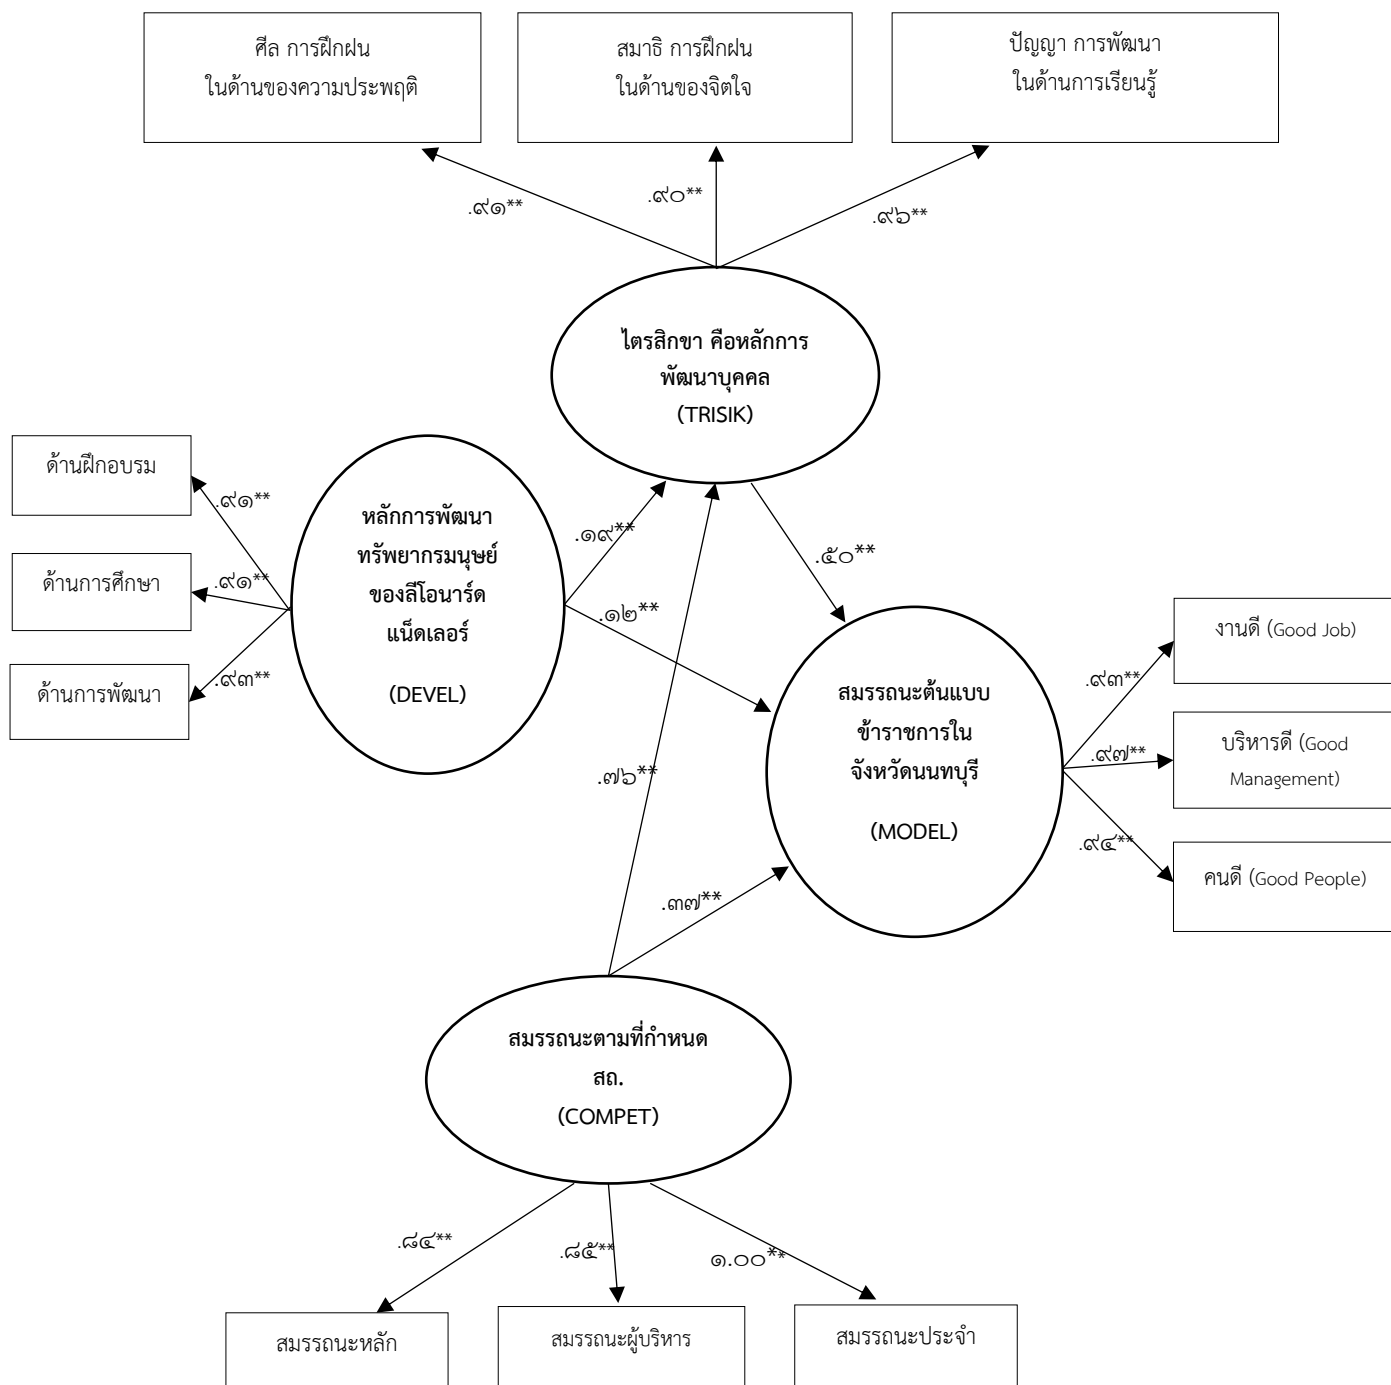 ศีล การฝึกฝน
ในด้านของความประพฤติ
สมาธิ การฝึกฝน
ในด้านของจิตใจ
ปัญญา การพัฒนา
ในด้านการเรียนรู้
.๙๑**
.๙๐**
.๙๖**
ไตรสิกขา คือหลักการ
พัฒนาบุคคล
(TRISIK)
ด้านฝึกอบรม
ด้านการศึกษา
ด้านการพัฒนา
.๙๑**
.๙๑**
.๙๓**
หลักการพัฒนา
ทรัพยากรมนุษย์
ของลีโอนาร์ด
แน็ดเลอร์
(DEVEL)
.๑๙**
.๑๒**
.๕๐**
.๗๖**
.๓๗**
สมรรถนะต้นแบบ
ข้าราชการใน
จังหวัดนนทบุรี
(MODEL)
.๙๓**
.๙๗**
.๙๔**
งานดี (Good Job)
บริหารดี (Good
Management)
คนดี (Good People)
สมรรถนะตามที่กำหนด
สถ.
(COMPET)
.๘๔**
.๘๕**
๑.๐๐**
สมรรถนะหลัก
สมรรถนะผู้บริหาร
สมรรถนะประจำ